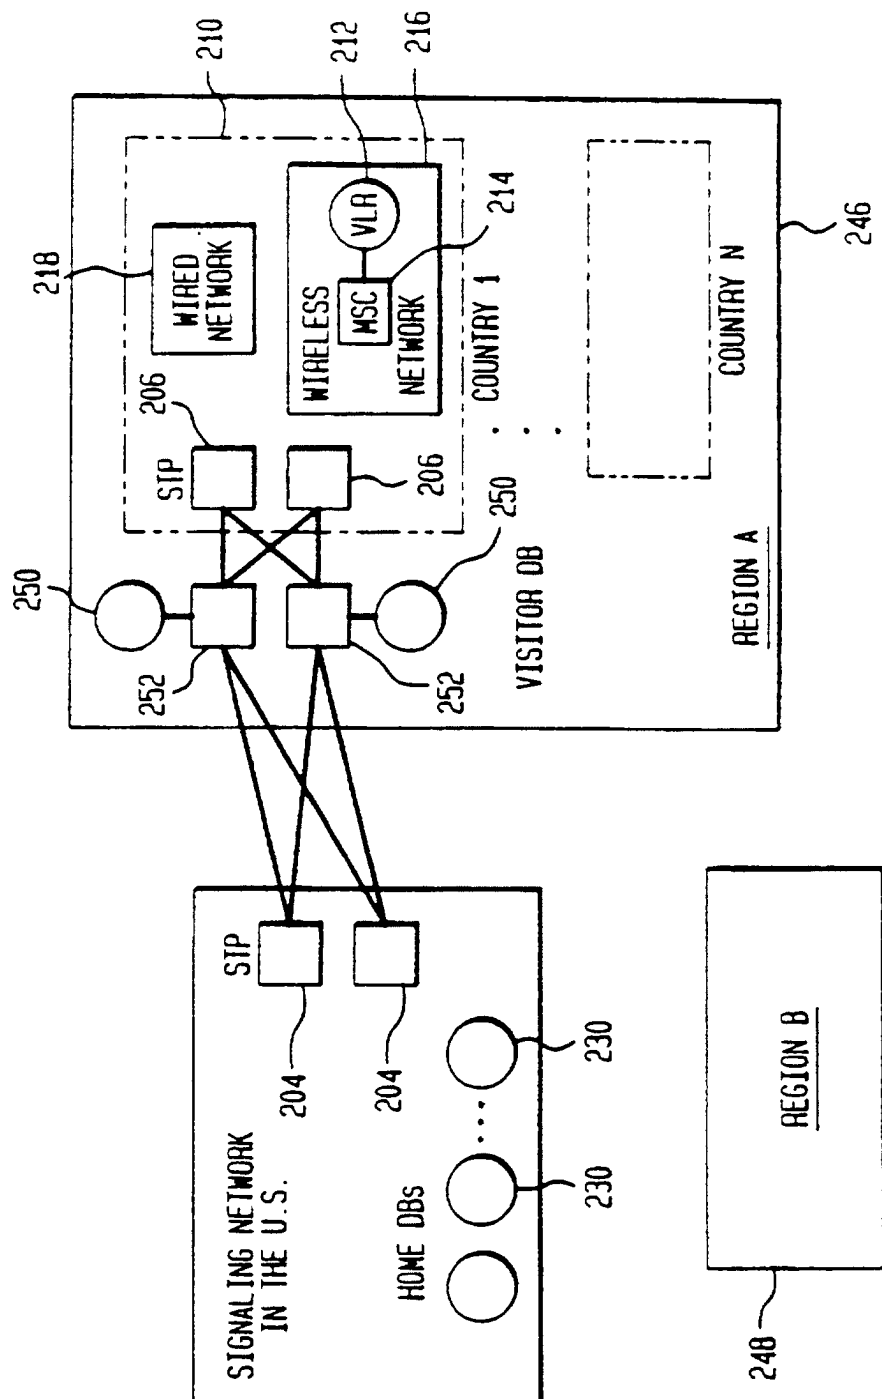 SIGNALING NETWORK
IN THE U.S.
STP
204
204
HOME DBs
230
...
230
REGION B
248
250
252
252
250
VISITOR DB
STP
206
206
218
WIRED
NETWORK
WIRELESS
NETWORK
MSC
VLR
210
212
216
214
COUNTRY 1
. . .
COUNTRY N
REGION A
246